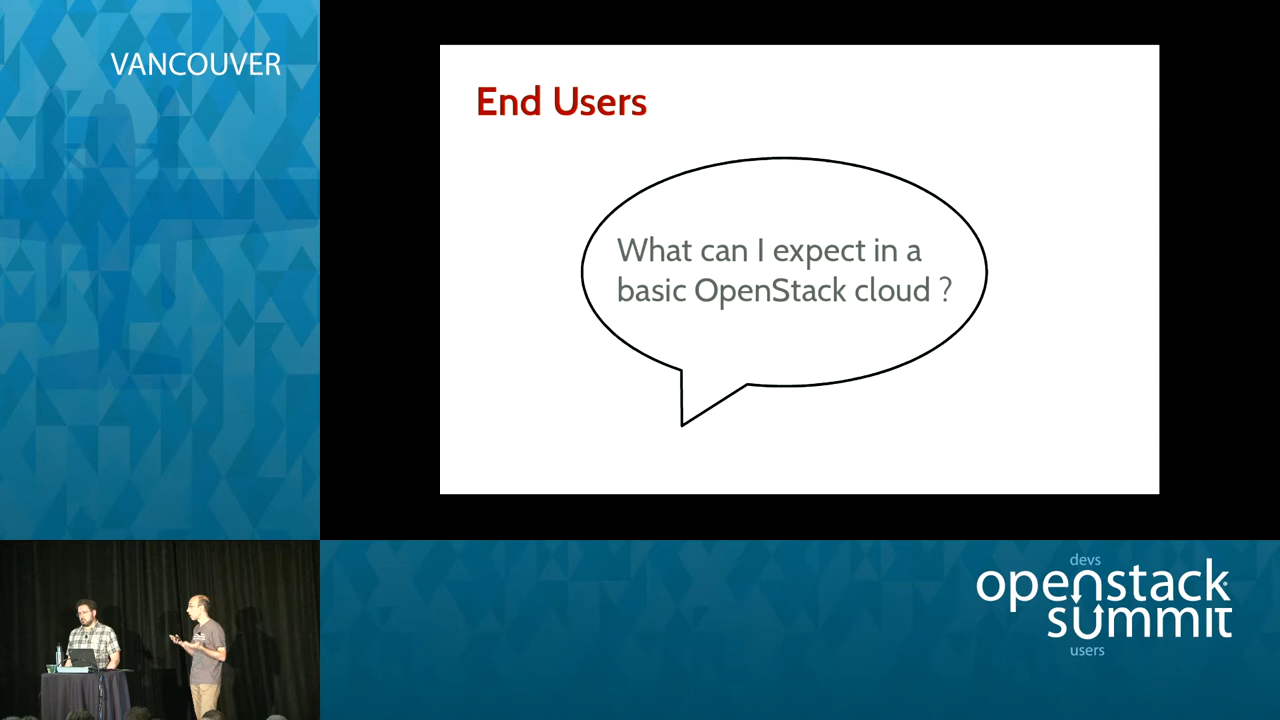 VANCOUVER
End Users
What can I expect in a
basic OpenStack cloud ?
devs
openstack
summit
users